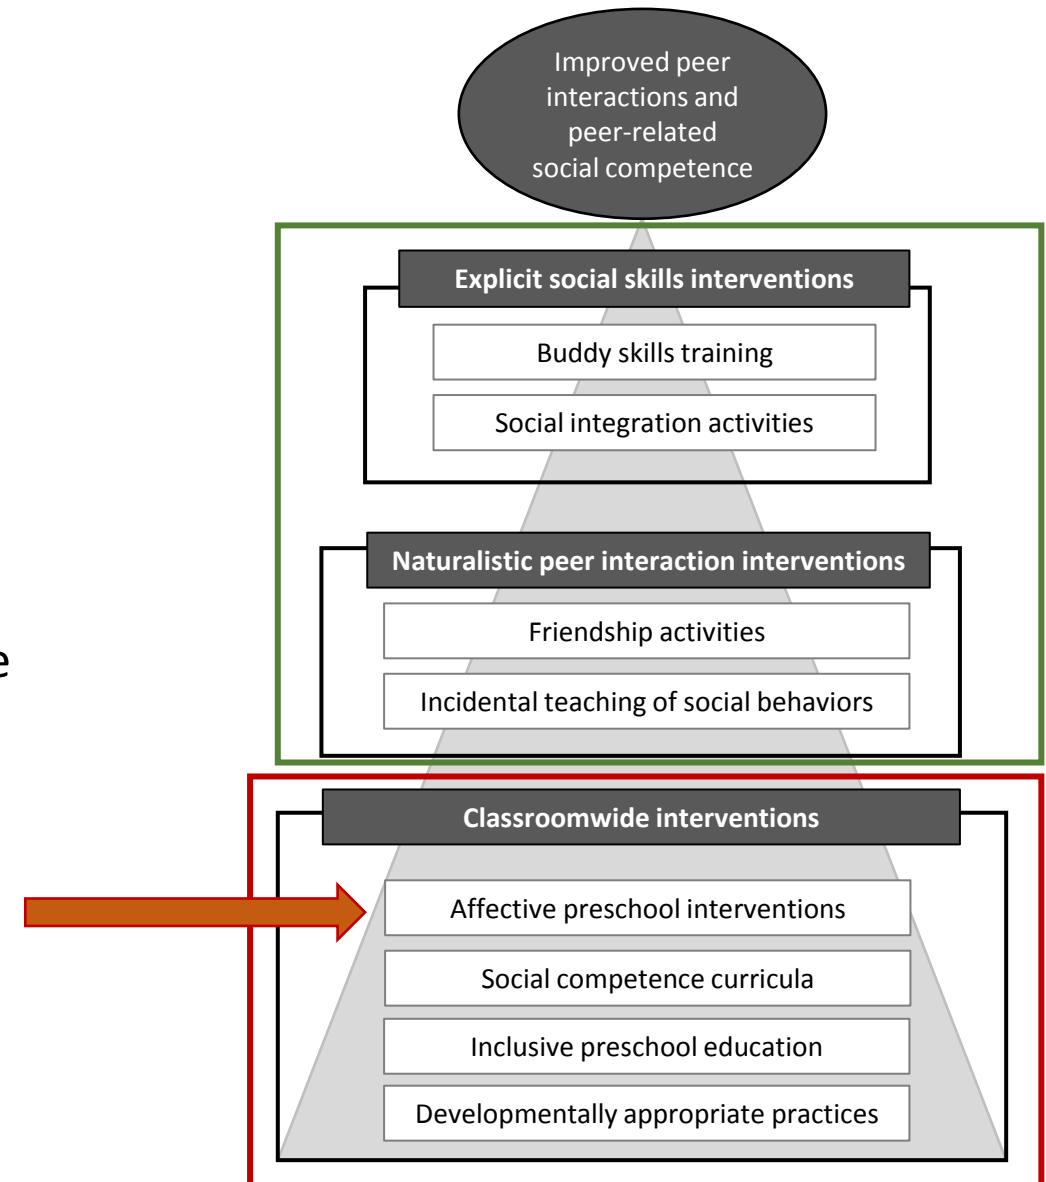 Improved peer
interactions and
peer-related
social competence
Explicit social skills interventions
Buddy skills training
Social integration activities
Naturalistic peer interaction interventions
Friendship activities
e
Incidental teaching of social behaviors
Classroomwide interventions
Affective preschool interventions
Social competence curricula
Inclusive preschool education
Developmentally appropriate practices